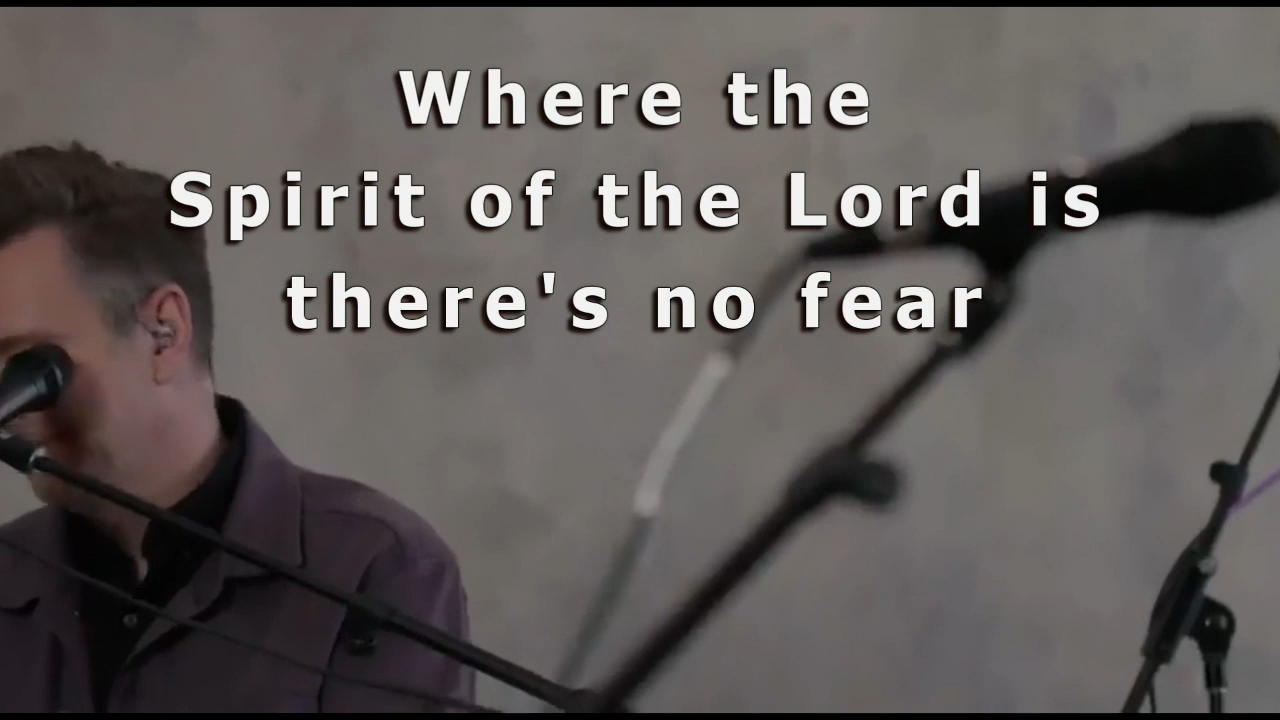 Where the
Spirit of the Lord is
there's no fear